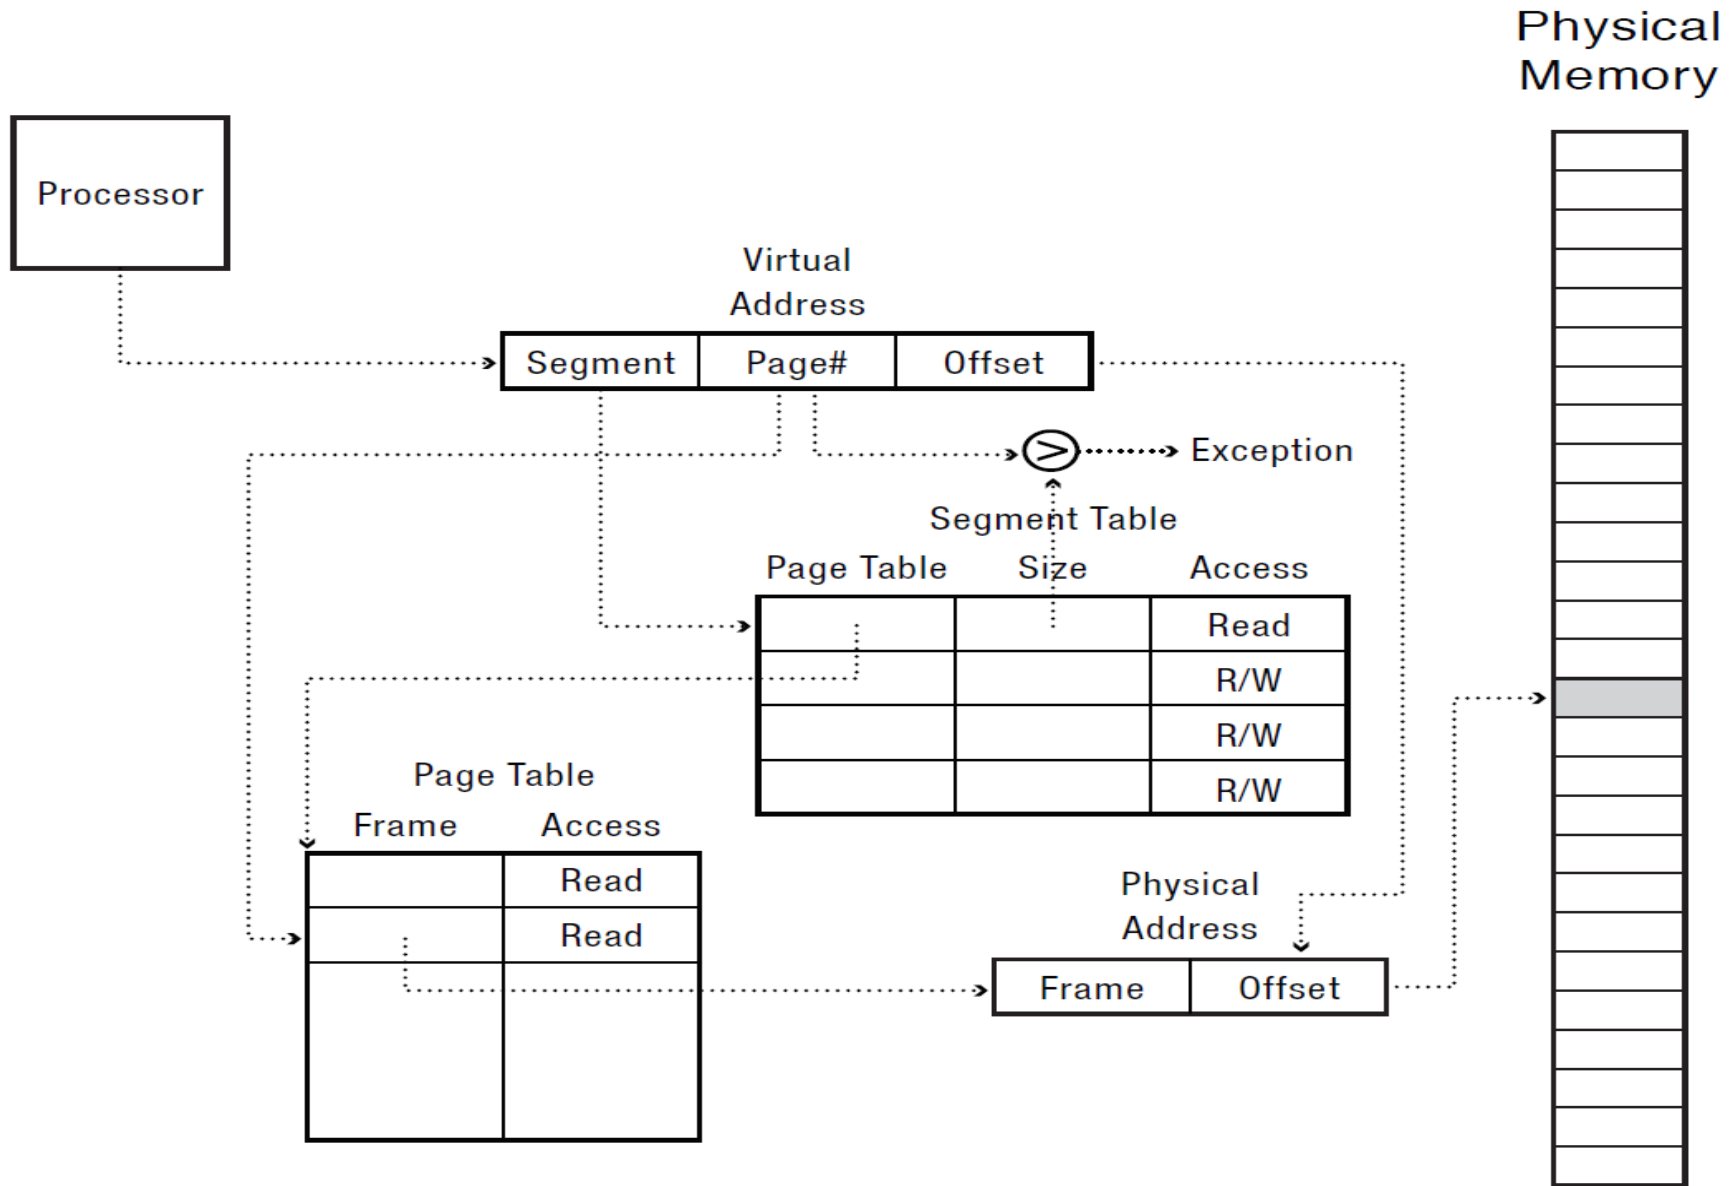 Physical
Memory
Processor
Virtual
Address
Segment Page# Offset
> Exception
Segment Table
Page Table Size Access
Read
R/W
R/W
R/W
Page Table
Frame Access
Read
Read
Physical
Address
Frame Offset